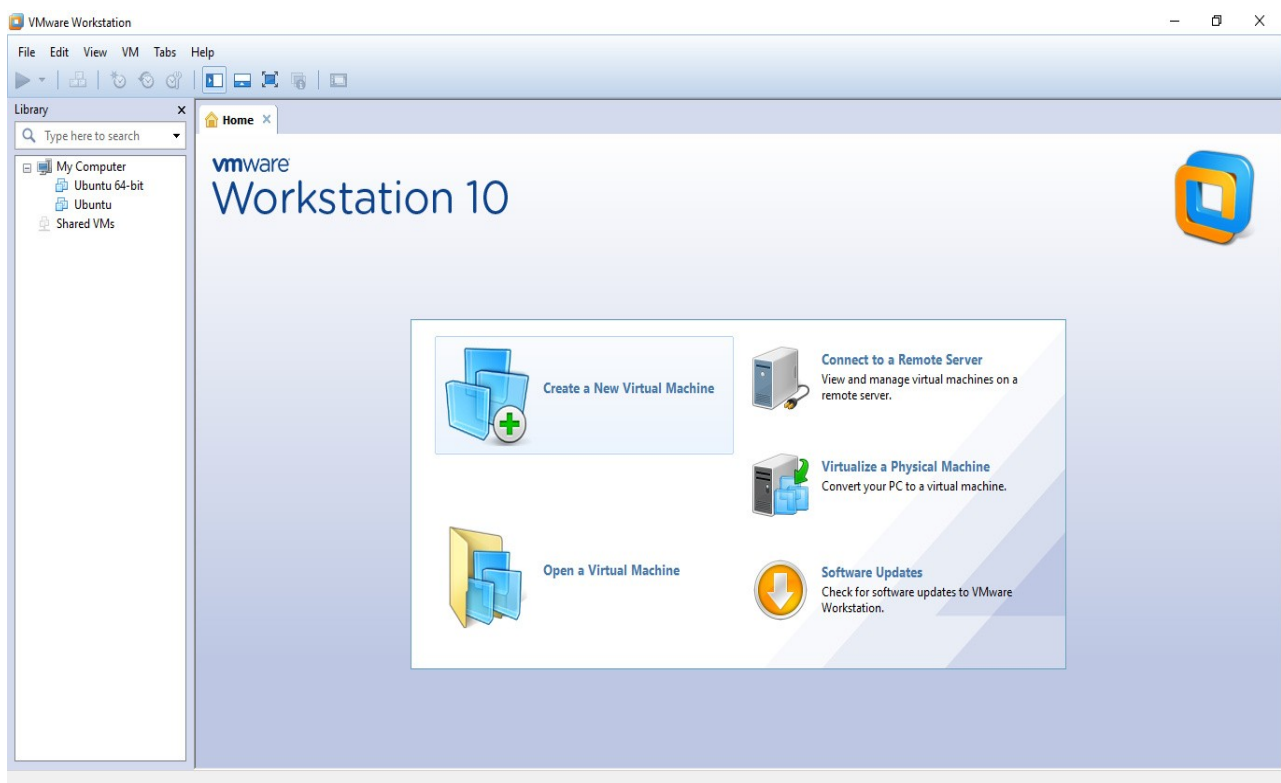 VMware Workstation
File Edit View VM Tabs Help
Library
Type here to search
My Computer
Ubuntu 64-bit
Ubuntu
Shared VMs
Home
vmware
Workstation 10
Create a New Virtual Machine
Open a Virtual Machine
Connect to a Remote Server
View and manage virtual machines on a
remote server.
Virtualize a Physical Machine
Convert your PC to a virtual machine.
Software Updates
Check for software updates to VMware
Workstation.